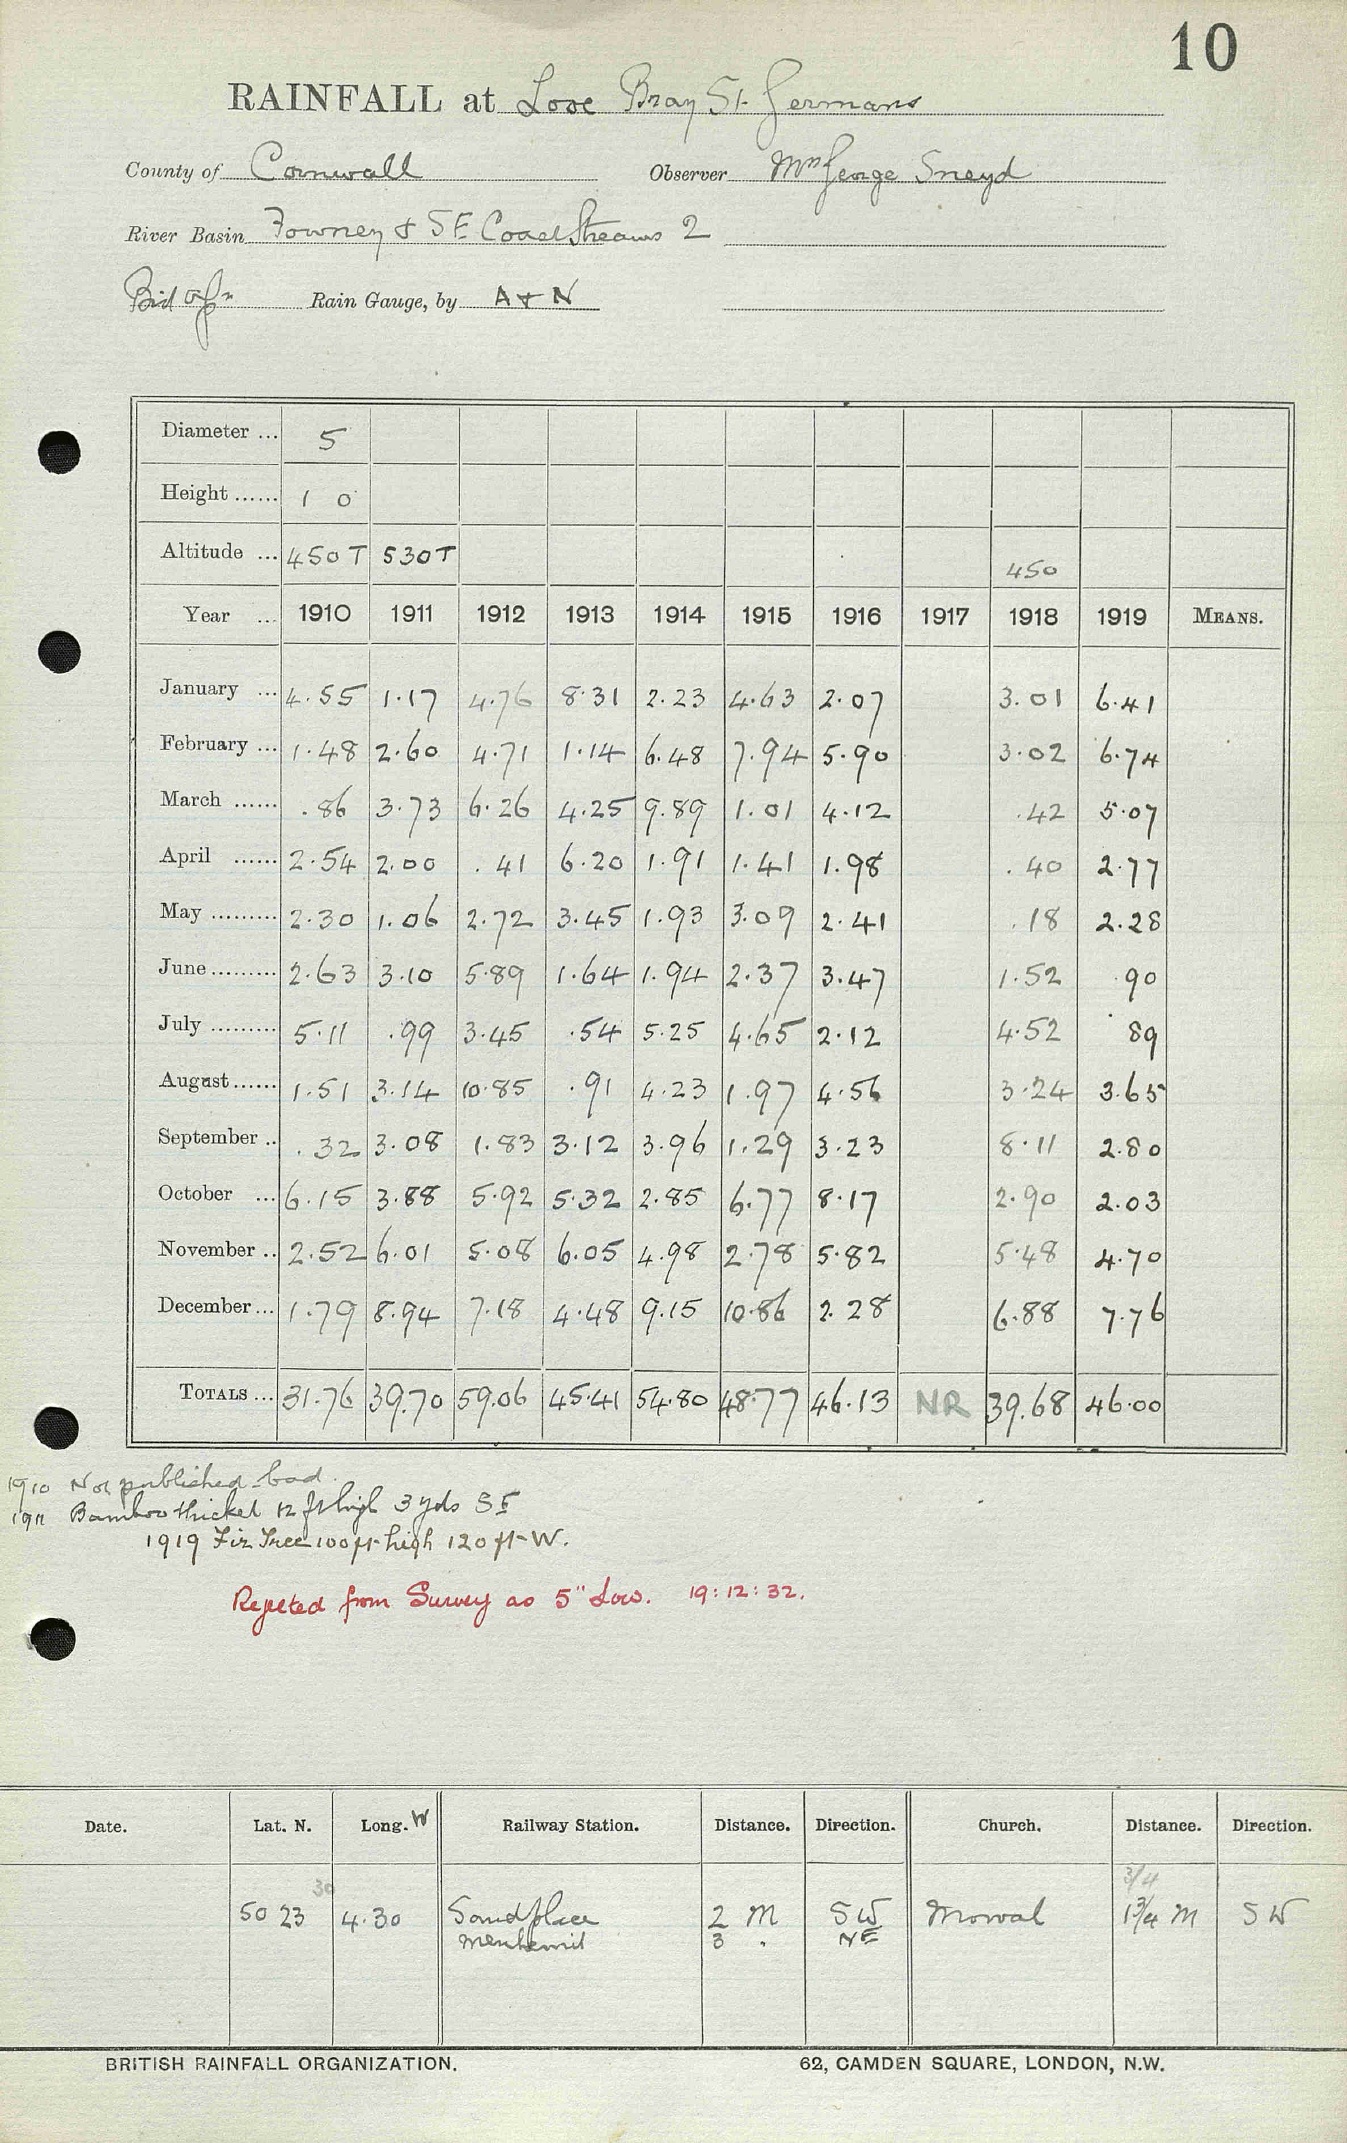 10
RAINFALL at Looe Bray St Germans
County of Cornwall Observer Mrs George Sneyd
River Basin Fowney & SE Coast Streams 2
Rain Gauge, by A & N
Diameter ... 5
Height ...... 1 0
Altitude ... 450 T 530 T 450
Year ... 1910 1911 1912 1913 1914 1915 1916 1917 1918 1919 MEANS.
January ... 4.55 1.17 4.76 8.31 2.23 4.63 2.07 3.01 6.41
February ... 1.48 2.60 4.71 1.14 6.48 7.94 5.90 3.02 6.74
March ...... .86 3.73 6.26 4.25 9.89 1.01 4.12 .42 5.07
April ...... 2.54 2.00 .41 6.20 1.91 1.41 1.98 .40 2.77
May ......... 2.30 1.06 2.72 3.45 1.93 3.09 2.41 .18 2.28
June ......... 2.63 3.10 5.89 1.64 1.94 2.37 3.47 1.52 .90
July ......... 5.11 .99 3.45 .54 5.25 4.65 2.12 4.52 .89
August ...... 1.51 3.14 10.85 .91 4.23 1.97 4.56 3.24 3.65
September .. .32 3.08 1.83 3.12 3.96 1.29 3.23 8.11 2.80
October ... 6.15 3.88 5.92 5.32 2.85 6.77 8.17 2.90 2.03
November .. 2.52 6.01 5.08 6.05 4.98 2.78 5.82 5.48 4.70
December ... 1.79 8.94 7.18 4.48 9.15 10.86 2.28 6.88 7.76
TOTALS ... 31.76 39.70 59.06 45.41 54.80 48.77 46.13 NR 39.68 46.00
1910 Not published - bad
1911 Bamboo thicket 12 ft high 3 yds SE
1919 Fir Tree 100 ft high 120 ft W.
Rejected from Survey as 5" Low. 19:12:32.
Date. Lat. N. Long. W Railway Station. Distance. Direction. Church. Distance. Direction.
30 3/4
50 23 4.30 Sandplace 2 M SW Morval 1 3/4 M SW
Menheniot 3 " NE
BRITISH RAINFALL ORGANIZATION. 62, CAMDEN SQUARE, LONDON, N.W.